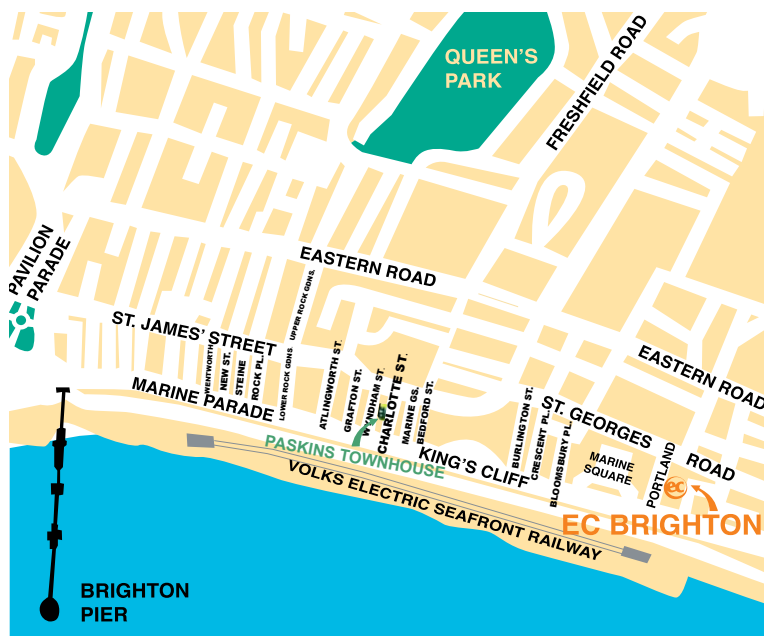 QUEEN'S
PARK
FRESHFIELD ROAD
PAVILION
PARADE
EASTERN ROAD
UPPER ROCK GDNS.
ST. JAMES' STREET
WENTWORTH
NEW ST.
STEINE
ROCK PL.
LOWER ROCK GDNS.
MARINE PARADE
ATLINGWORTH ST.
GRAFTON ST.
WYNDHAM ST.
CHARLOTTE ST.
MARINE GS.
BEDFORD ST.
PASKINS TOWNHOUSE
KING'S CLIFF
BURLINGTON ST.
CRESCENT PL.
BLOOMSBURY PL.
EASTERN ROAD
ST. GEORGES
ROAD
MARINE
SQUARE
PORTLAND
ec
EC BRIGHTON
VOLKS ELECTRIC SEAFRONT RAILWAY
BRIGHTON
PIER